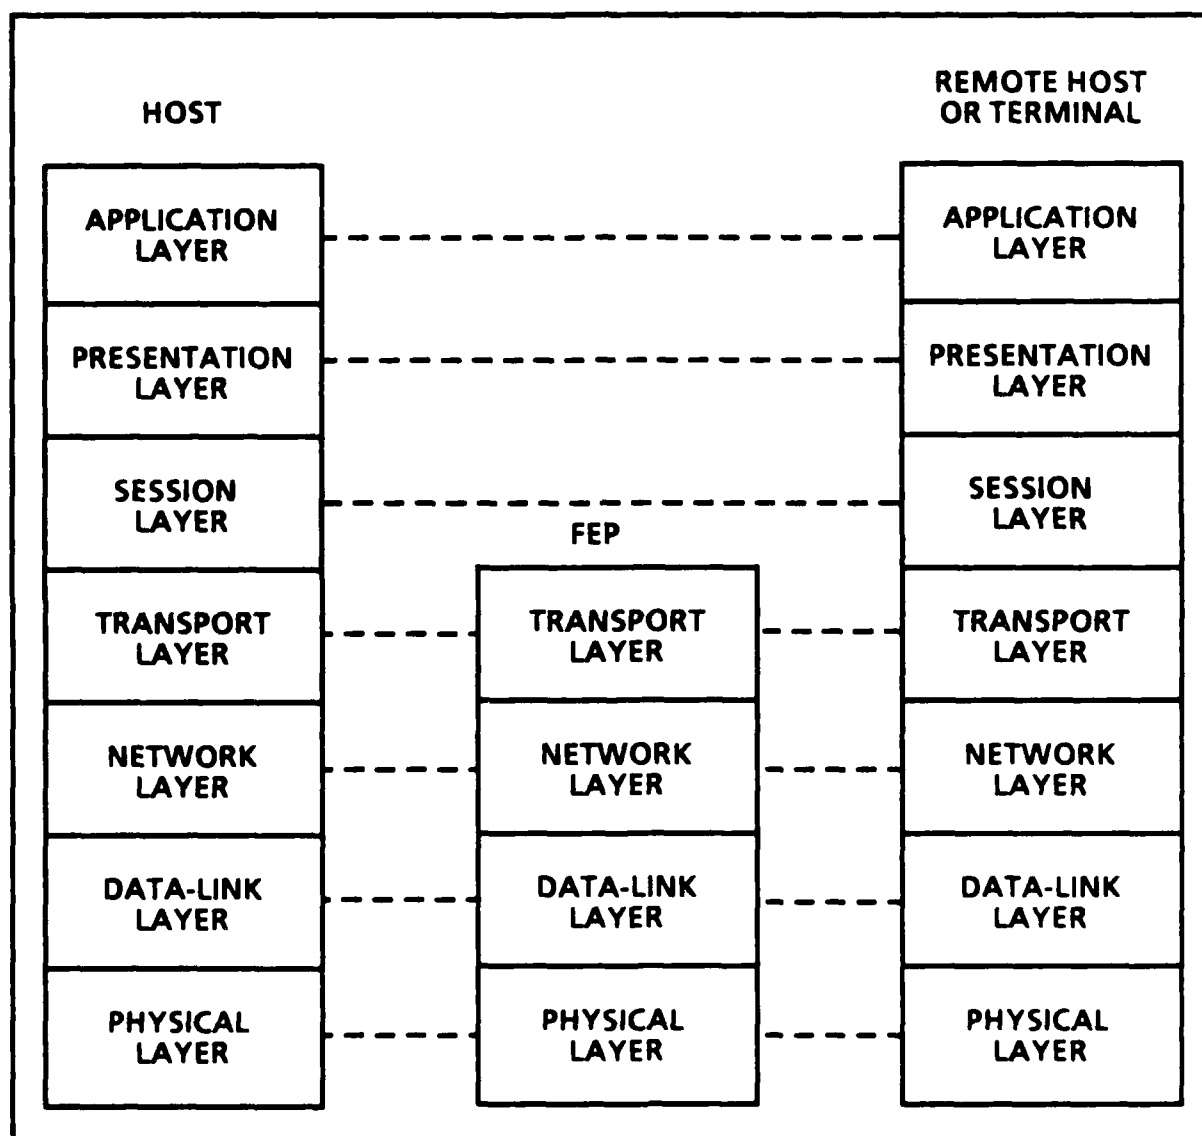 HOST
REMOTE HOST
OR TERMINAL
APPLICATION
LAYER
APPLICATION
LAYER
PRESENTATION
LAYER
PRESENTATION
LAYER
SESSION
LAYER
SESSION
LAYER
FEP
TRANSPORT
LAYER
TRANSPORT
LAYER
TRANSPORT
LAYER
NETWORK
LAYER
NETWORK
LAYER
NETWORK
LAYER
DATA-LINK
LAYER
DATA-LINK
LAYER
DATA-LINK
LAYER
PHYSICAL
LAYER
PHYSICAL
LAYER
PHYSICAL
LAYER